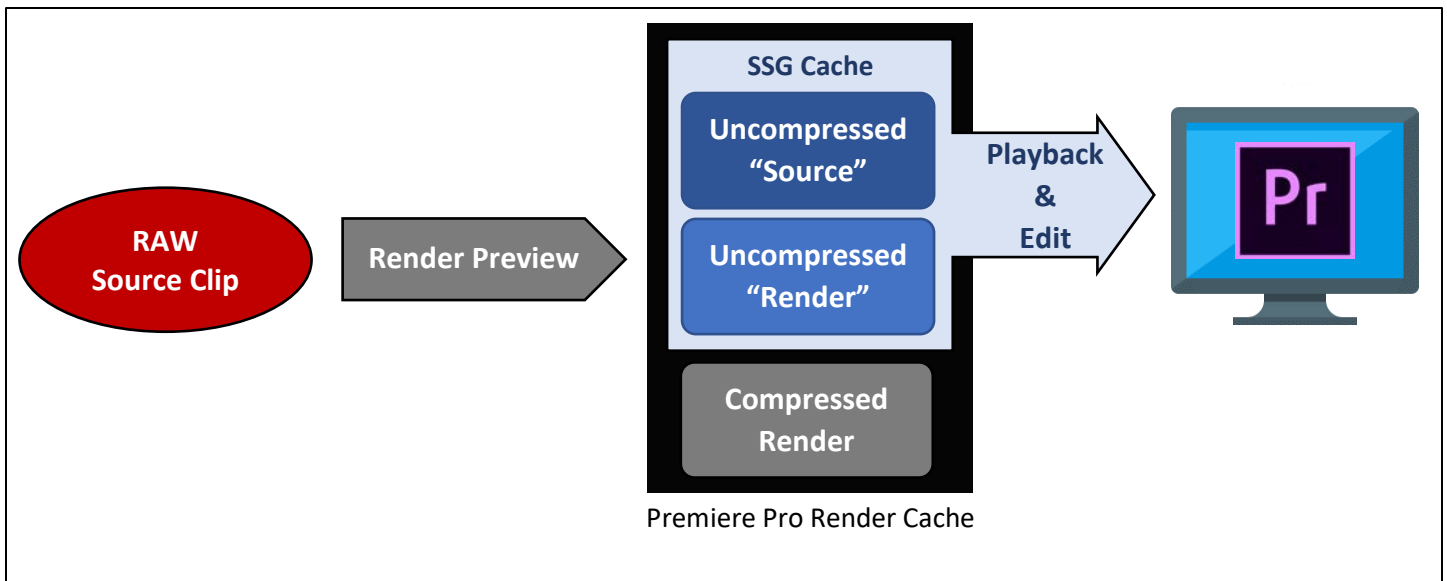 RAW
Source Clip
Render Preview
SSG Cache
Uncompressed
“Source”
Uncompressed
“Render”
Compressed
Render
Premiere Pro Render Cache
Playback
&
Edit
Pr